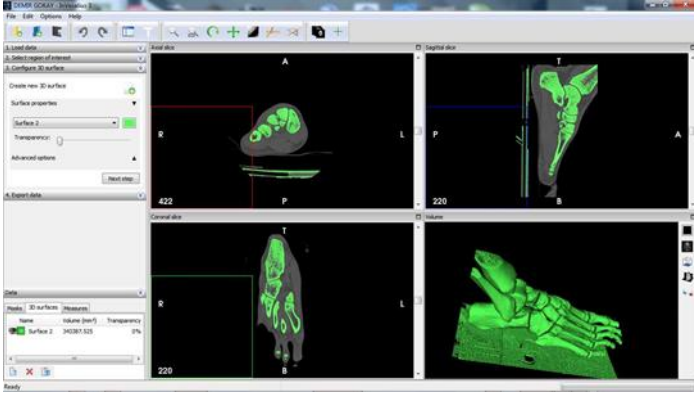 DEMIR GOKAY - InVesalius 3
File Edit Options Help
1. Load data
2. Select region of interest
3. Configure 3D surface
Create new 3D surface
Surface properties
Surface 2
Transparency:
Advanced options
Next step
4. Export data
Data
Masks 3D surfaces Measures
Name Volume (mm³) Transparency
Surface 2 340387.525 0%
Ready
Axial slice
A
R L
422 P
Sagittal slice
T
P A
220 B
Coronal slice
T
R L
220 B
Volume